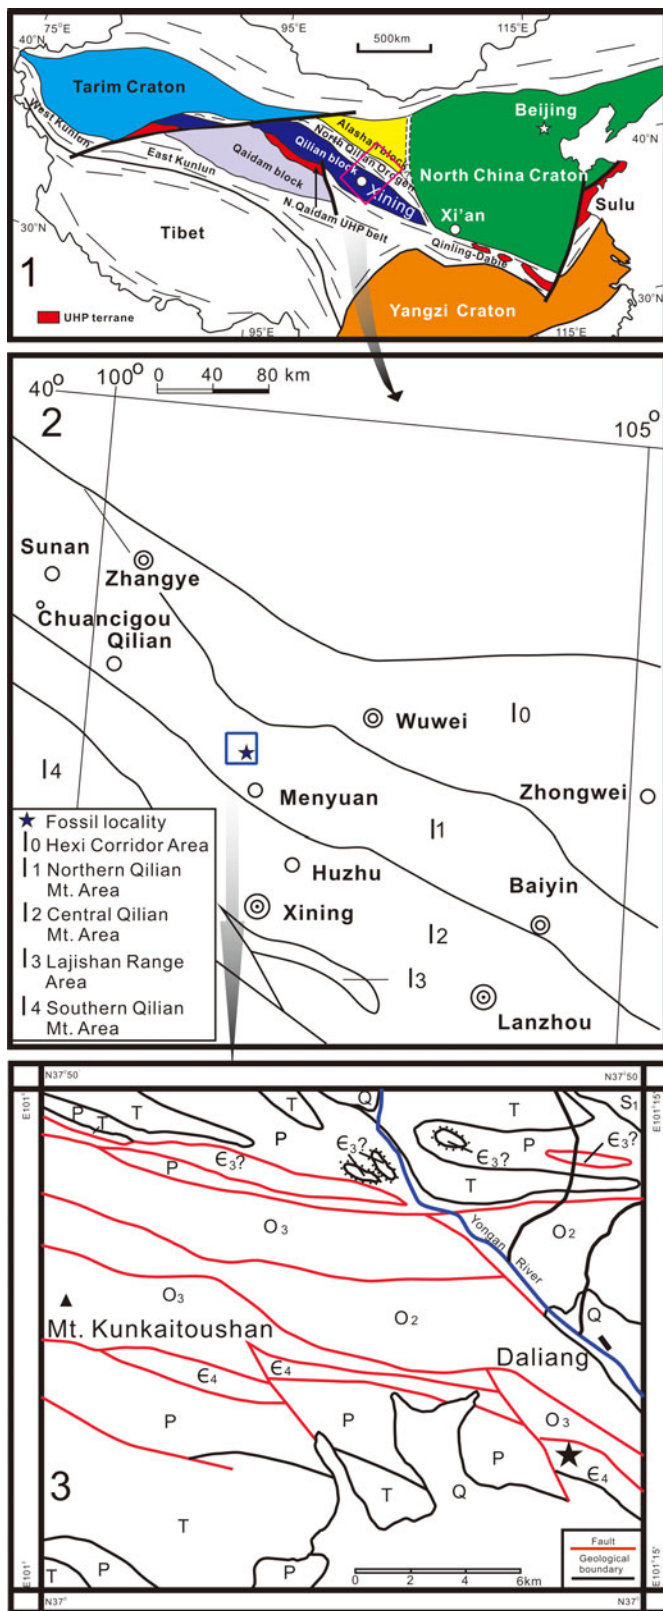 75°E
95°E
115°E
40°N
500km
Tarim Craton
Beijing
40°N
West Kunlun
Alashan block
North Qilian Orogen
Qilian block
East Kunlun
Qaidam block
North China Craton
Xining
Xi'an
Sulu
N.Qaidam UHP belt
30°N
Tibet
Qinling-Dabie
1
30°N
UHP terrane
Yangzi Craton
95°E
115°E
40°
100°
0 40 80 km
2
105°
Sunan
Zhangye
Chuancigou
Qilian
Wuwei
I0
I4
Menyuan
Zhongwei
I1
Fossil locality
I0 Hexi Corridor Area
I1 Northern Qilian
Mt. Area
I2 Central Qilian
Mt. Area
I3 Lajishan Range
Area
I4 Southern Qilian
Mt. Area
Huzhu
Baiyin
Xining
I2
I3
Lanzhou
N37°50
N37°50
E101°
E101°15'
P
T
T
Q
T
S1
P
Є3?
Є3?
Є3?
P
Є3?
P
T
O3
O2
Yongan River
O3
O2
Q
Mt. Kunkaitoushan
Daliang
Є4
Є4
O3
P
P
P
Є4
3
T
T
Q
T
P
P
E101°
E101°15'
0 2 4 6km
Fault
Geological
boundary
N37°
N37°